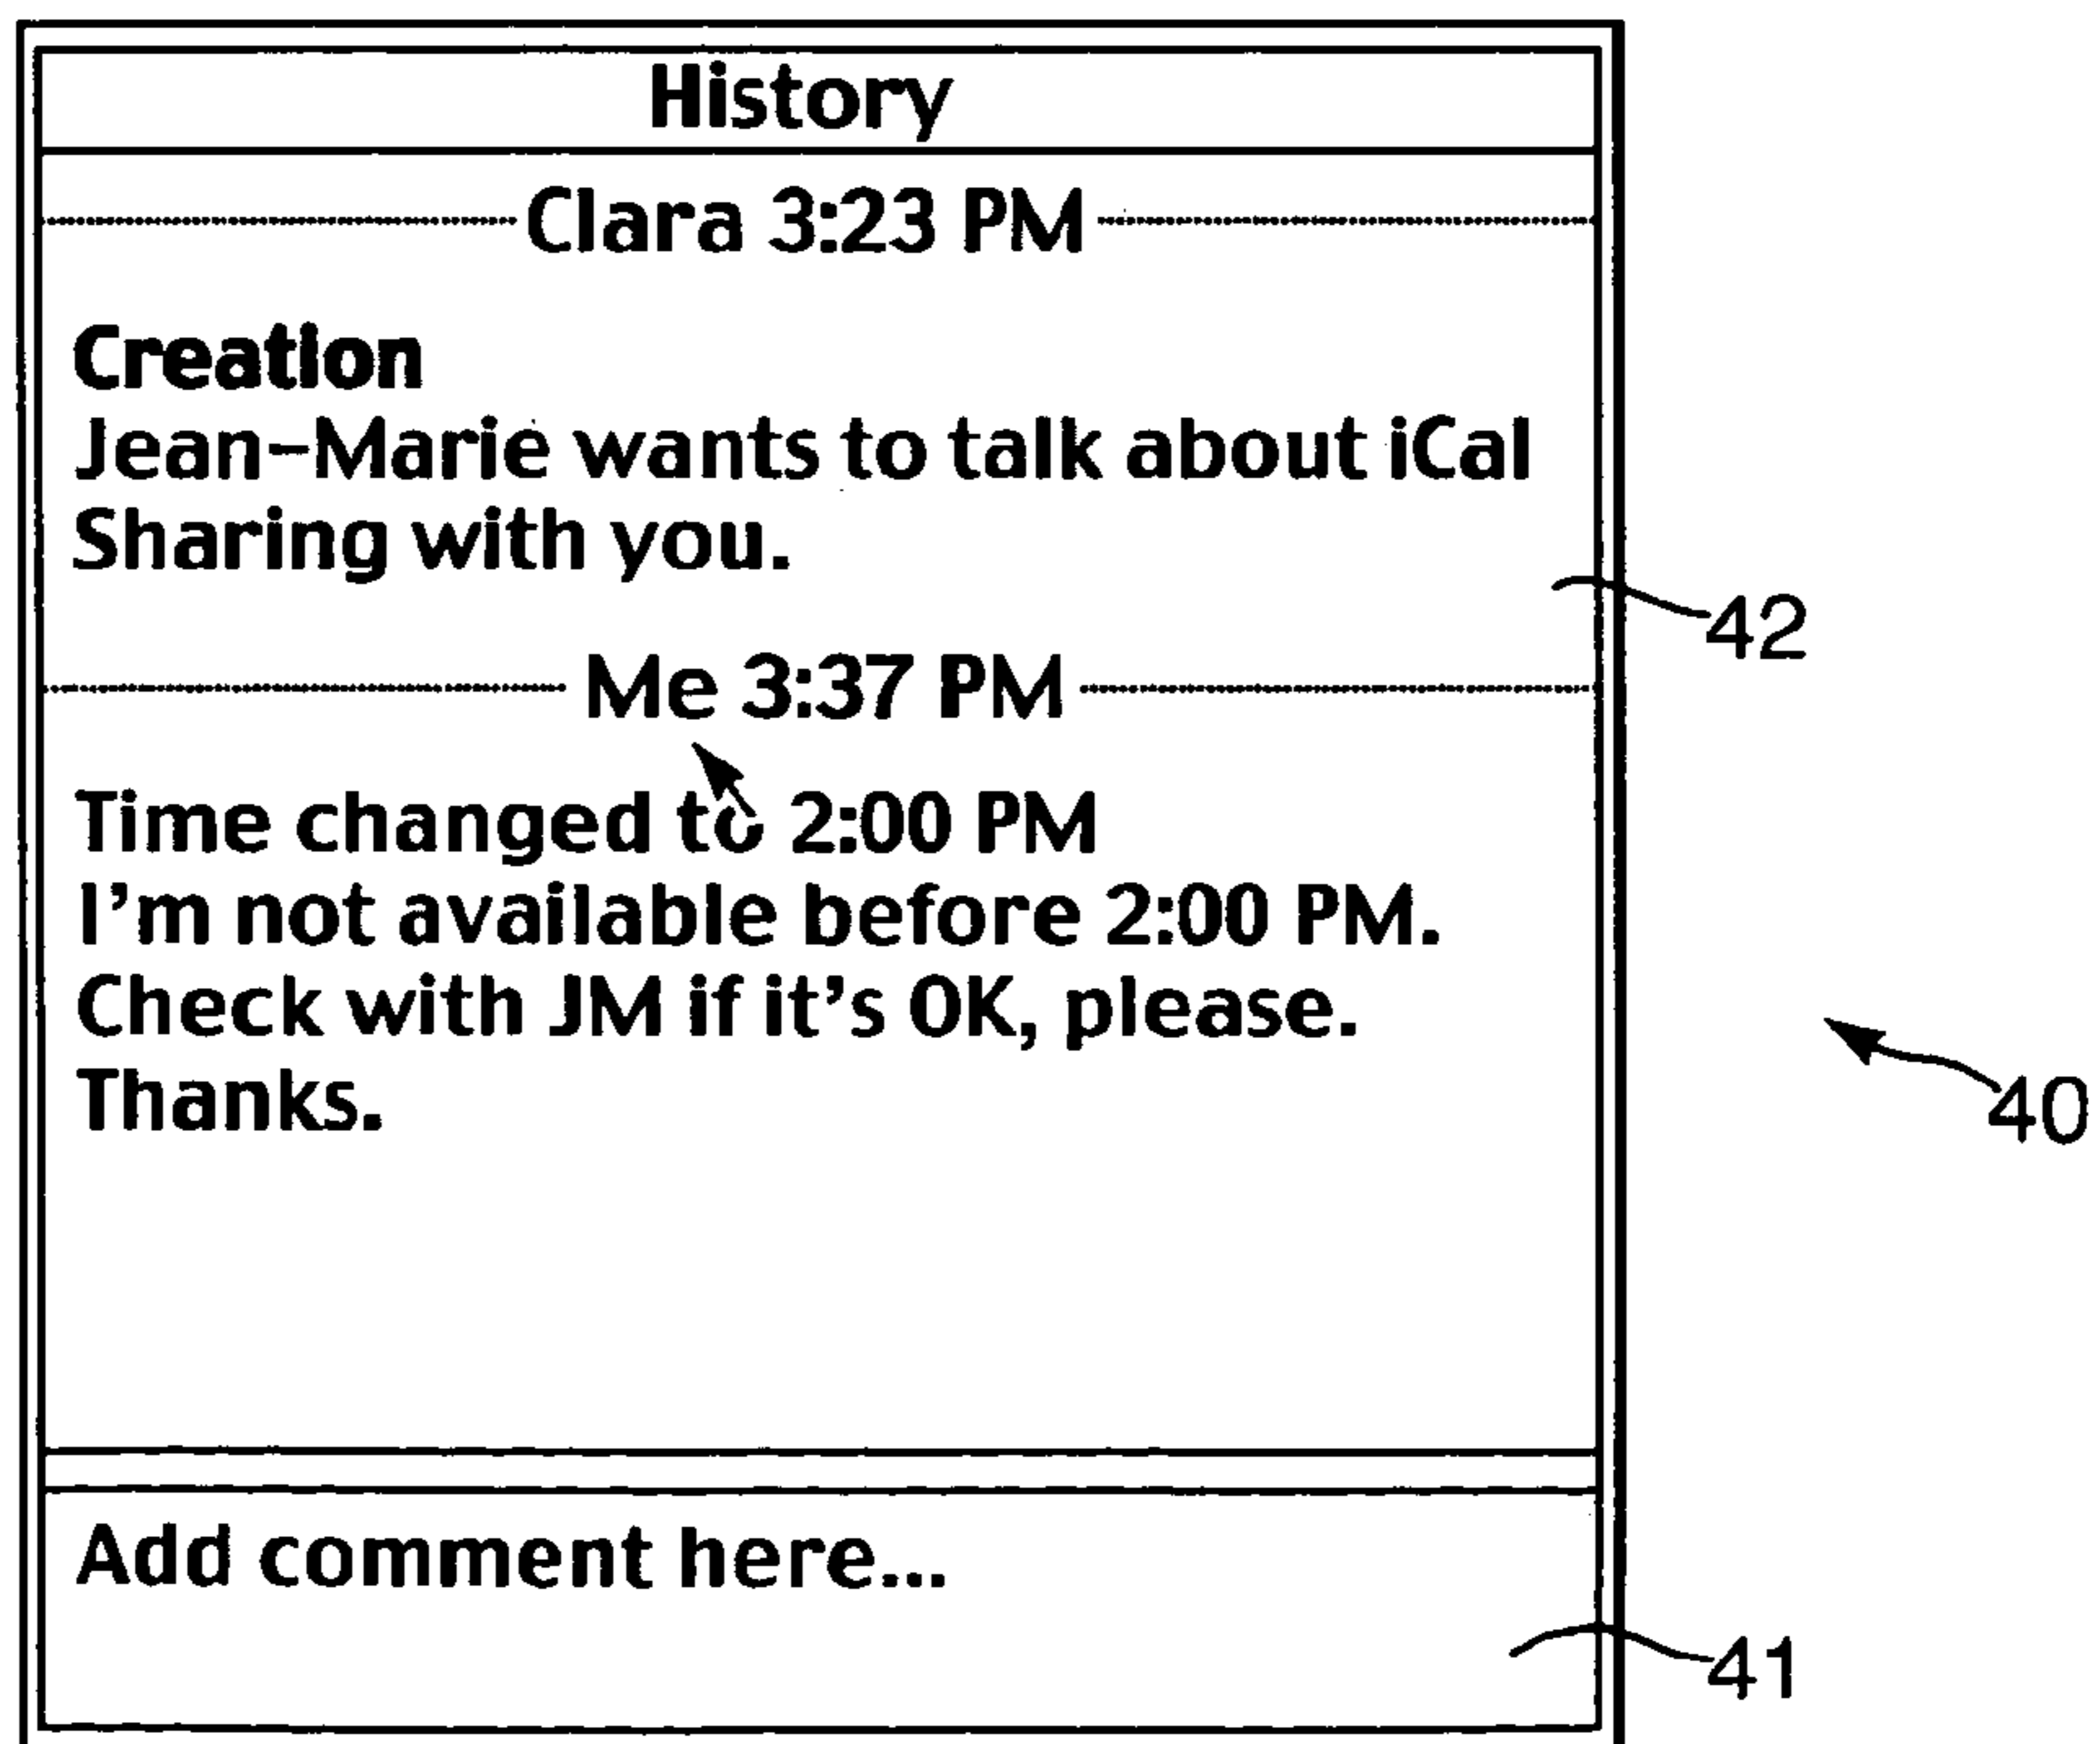 History
Clara 3:23 PM
Creation
Jean-Marie wants to talk about iCal
Sharing with you.
42
Me 3:37 PM
Time changed to 2:00 PM
I'm not available before 2:00 PM.
Check with JM if it's OK, please.
40
Thanks.
Add comment here...
41